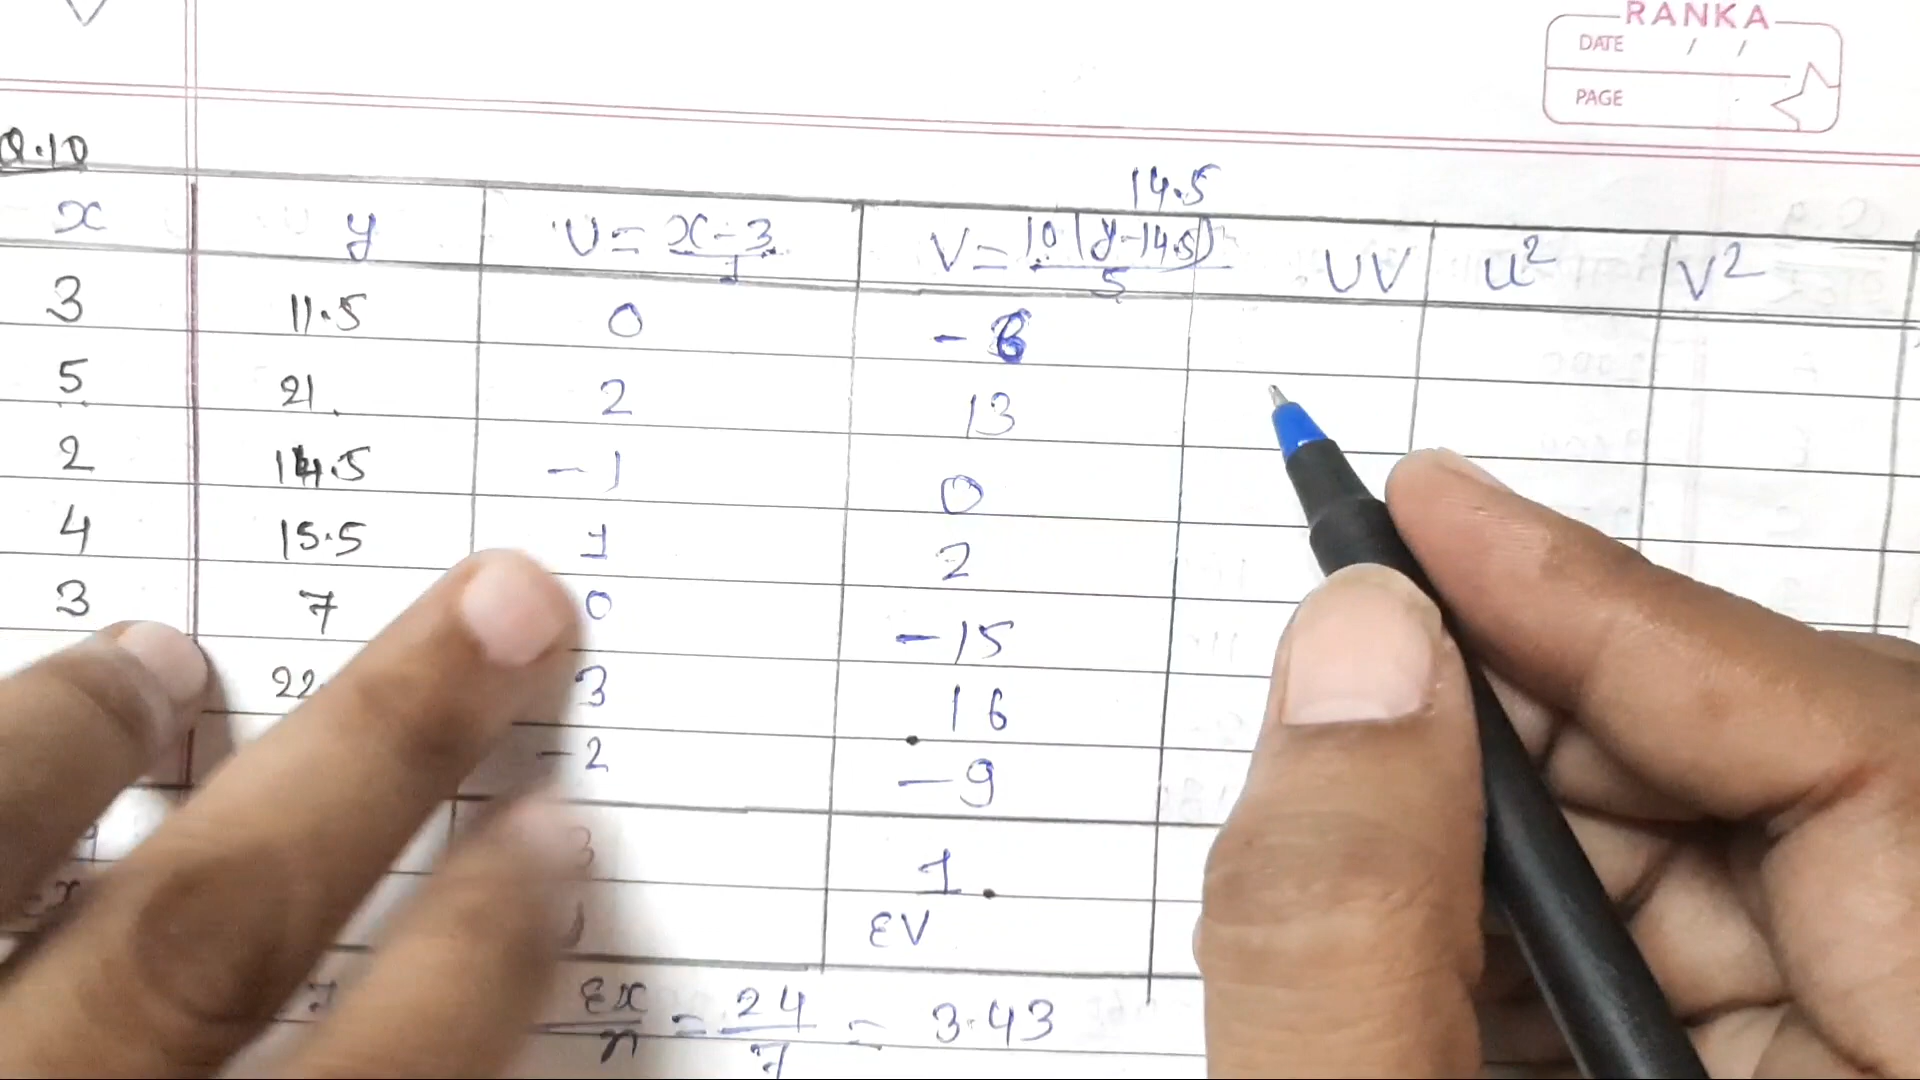 RANKA
DATE / /
PAGE
Q.10
14.5
x y U = x-3/1 V = 10(y-14.5)/5 UV u² V²
3 11.5 0 -6
5 21 2 13
2 14.5 -1 0
4 15.5 1 2
3 7 0 -15
22 3 16
-2 -9
3 1
ΣV
Σx/n = 24/7 = 3.43